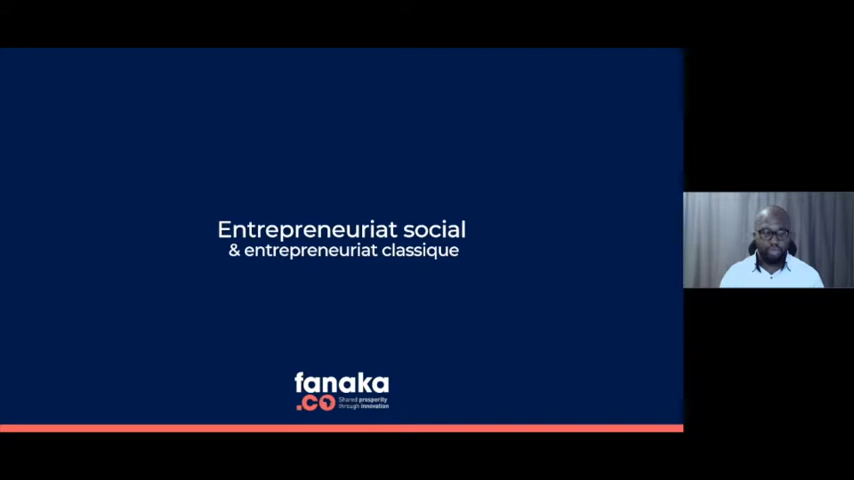 Entrepreneuriat social
& entrepreneuriat classique
fanaka
.co
Shared prosperity
through innovation